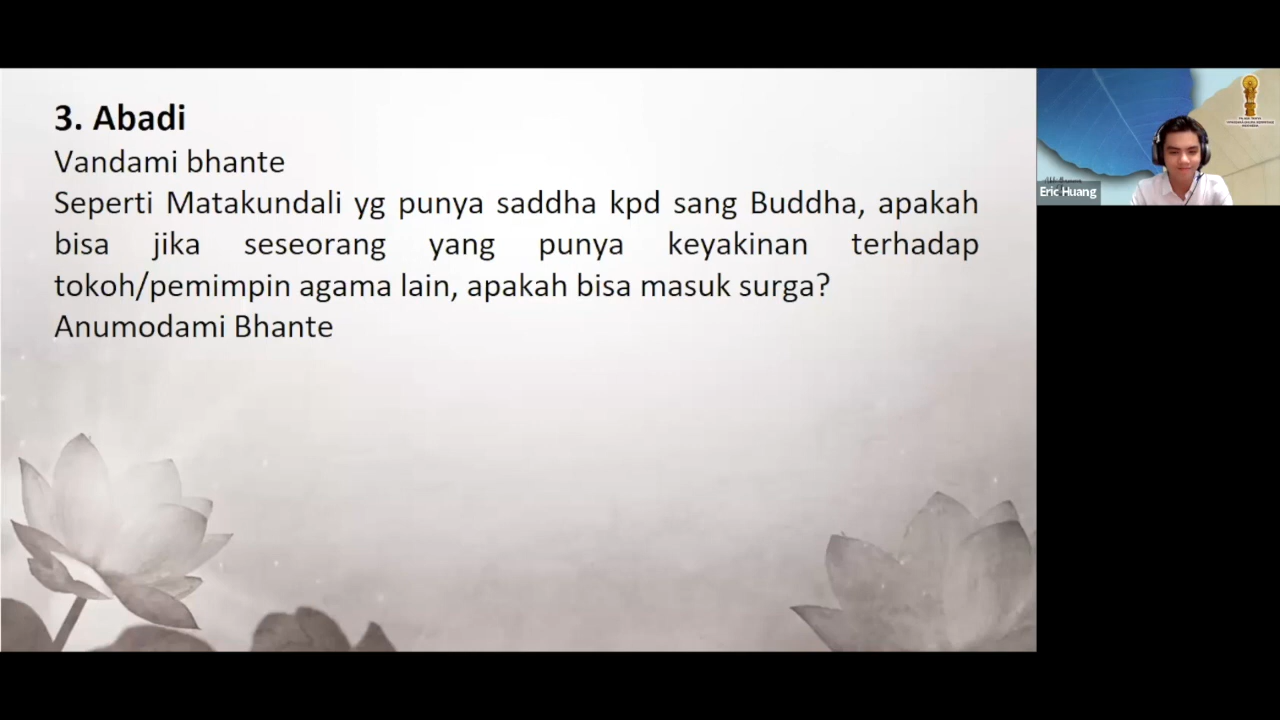 3. Abadi
Vandami bhante
Seperti Matakundali yg punya saddha kpd sang Buddha, apakah
bisa jika seseorang yang punya keyakinan terhadap
tokoh/pemimpin agama lain, apakah bisa masuk surga?
Anumodami Bhante
Eric Huang